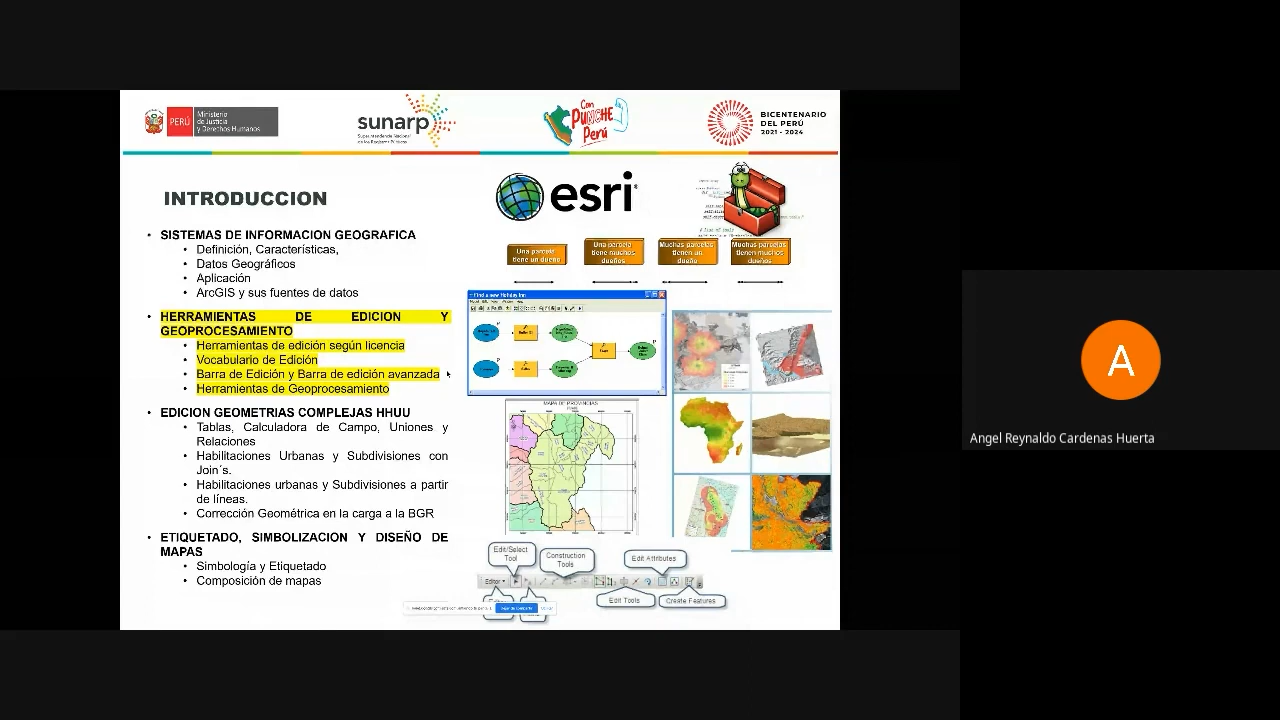 PERÚ
Ministerio
de Justicia
y Derechos Humanos
sunarp
Superintendencia Nacional
de los Registros Públicos
Con
PUNCHE
Perú
BICENTENARIO
DEL PERÚ
2021 - 2024
INTRODUCCION
• SISTEMAS DE INFORMACION GEOGRAFICA
• Definición, Características,
• Datos Geográficos
• Aplicación
• ArcGIS y sus fuentes de datos
• HERRAMIENTAS DE EDICION Y
GEOPROCESAMIENTO
• Herramientas de edición según licencia
• Vocabulario de Edición
• Barra de Edición y Barra de edición avanzada
• Herramientas de Geoprocesamiento
• EDICION GEOMETRIAS COMPLEJAS HHUU
• Tablas, Calculadora de Campo, Uniones y
Relaciones
• Habilitaciones Urbanas y Subdivisiones con
Join´s.
• Habilitaciones urbanas y Subdivisiones a partir
de líneas.
• Corrección Geométrica en la carga a la BGR
• ETIQUETADO, SIMBOLIZACION Y DISEÑO DE
MAPAS
• Simbología y Etiquetado
• Composición de mapas
esri
Una parcela
tiene un dueño
Una parcela
tiene muchos
dueños
Muchas parcelas
tienen un
dueño
Muchas parcelas
tienen muchos
dueños
Find a new Holiday Inn
MAPA DE PROVINCIAS
Edit/Select
Tool
Construction
Tools
Edit Attributes
Editor
Edit Tools
Create Features
A
Angel Reynaldo Cardenas Huerta